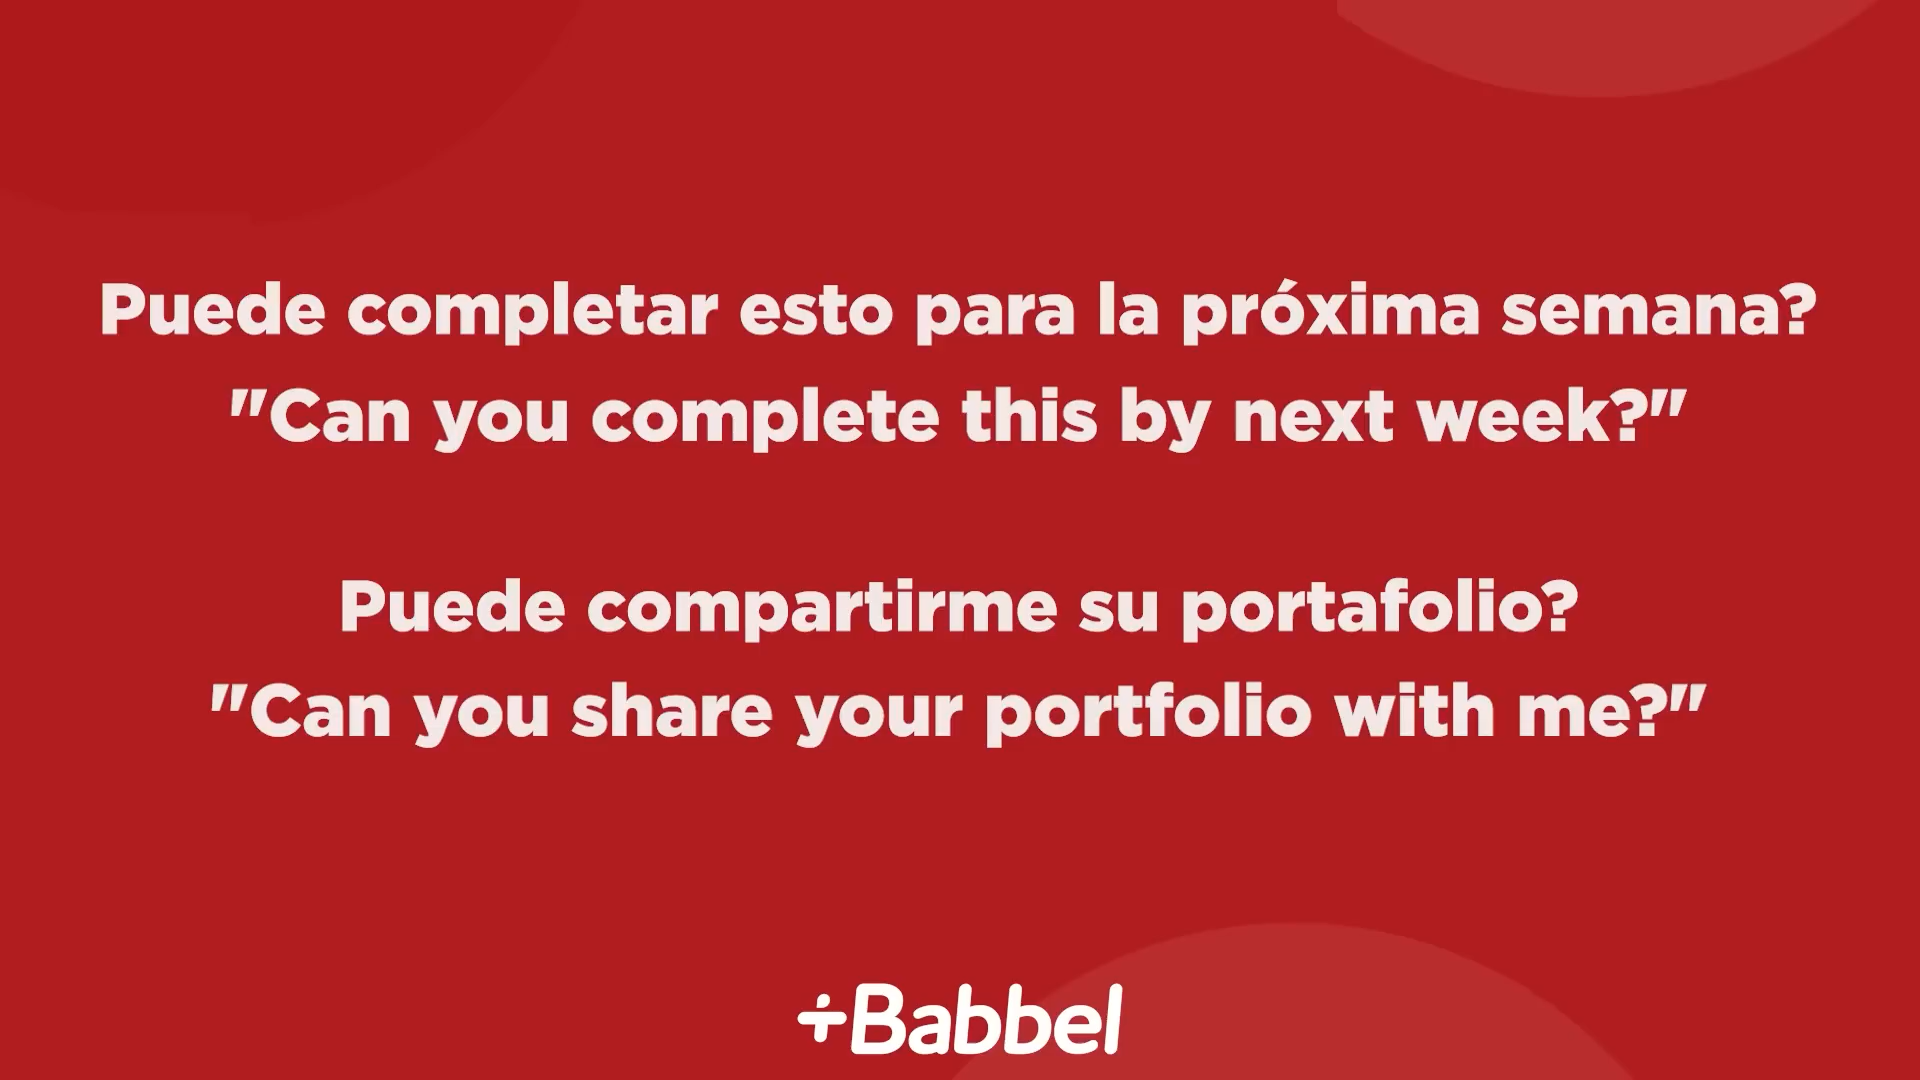 Puede completar esto para la próxima semana?
"Can you complete this by next week?"
Puede compartirme su portafolio?
"Can you share your portfolio with me?"
+Babbel